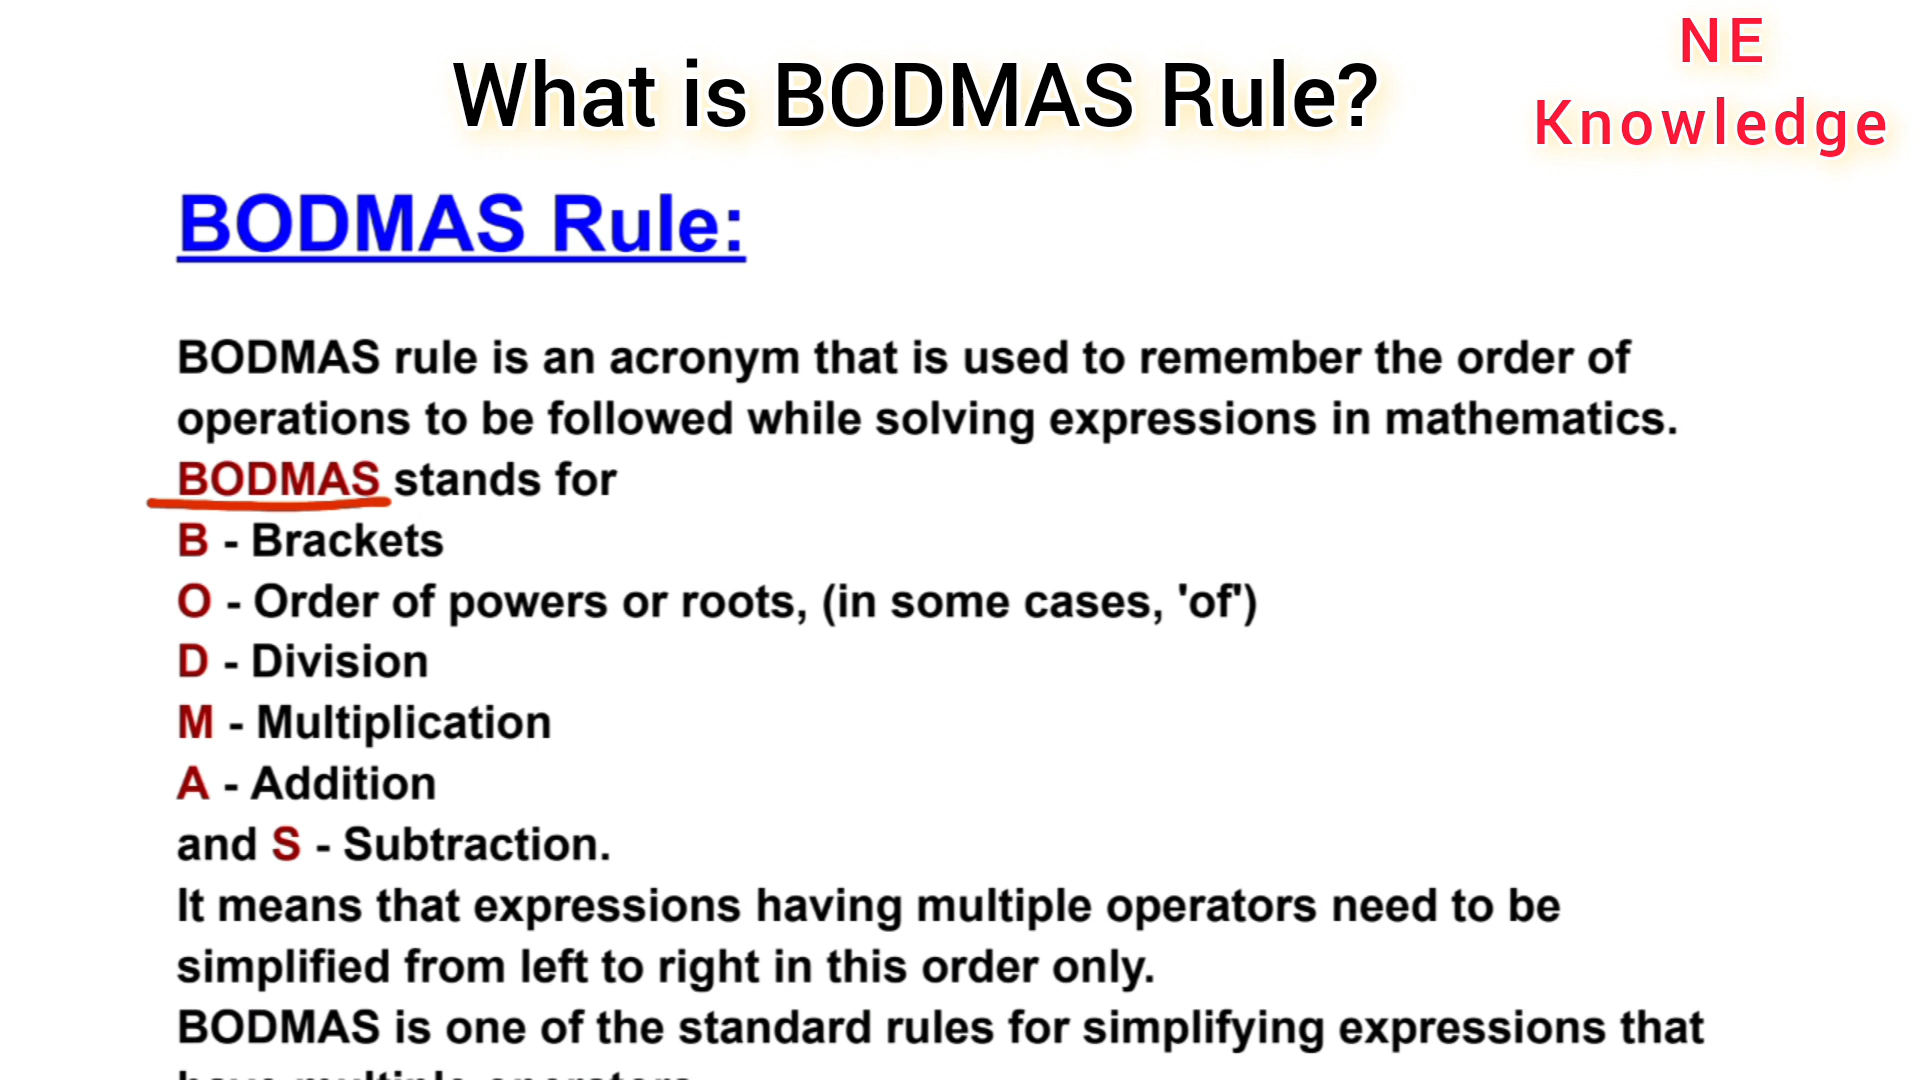 What is BODMAS Rule?
NE
Knowledge
BODMAS Rule:
BODMAS rule is an acronym that is used to remember the order of
operations to be followed while solving expressions in mathematics.
BODMAS stands for
B - Brackets
O - Order of powers or roots, (in some cases, 'of')
D - Division
M - Multiplication
A - Addition
and S - Subtraction.
It means that expressions having multiple operators need to be
simplified from left to right in this order only.
BODMAS is one of the standard rules for simplifying expressions that
have multiple operators